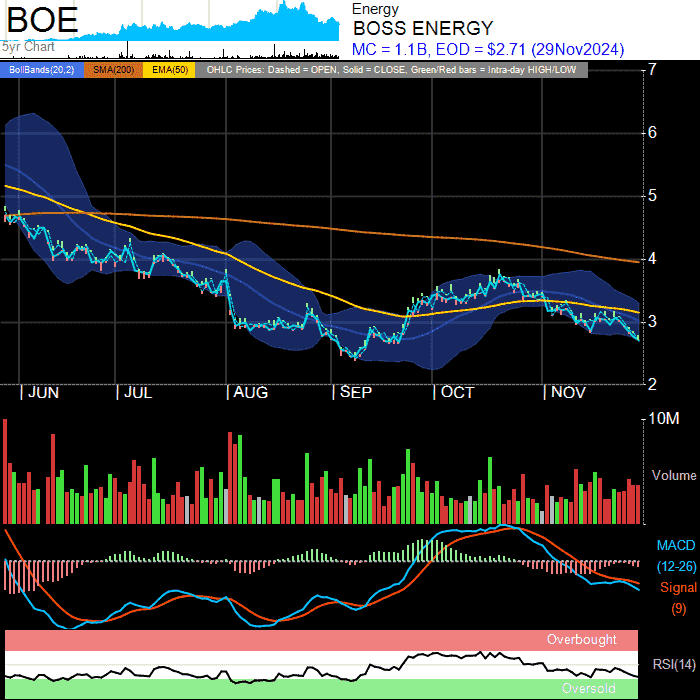 BOE
5yr Chart
Energy
BOSS ENERGY
MC = 1.1B, EOD = $2.71 (29Nov2024)
BollBands(20,2) SMA(200) EMA(50) OHLC Prices: Dashed = OPEN, Solid = CLOSE, Green/Red bars = Intra-day HIGH/LOW
7
6
5
4
3
2
JUN JUL AUG SEP OCT NOV
10M
Volume
MACD
(12-26)
Signal
(9)
Overbought
RSI(14)
Oversold